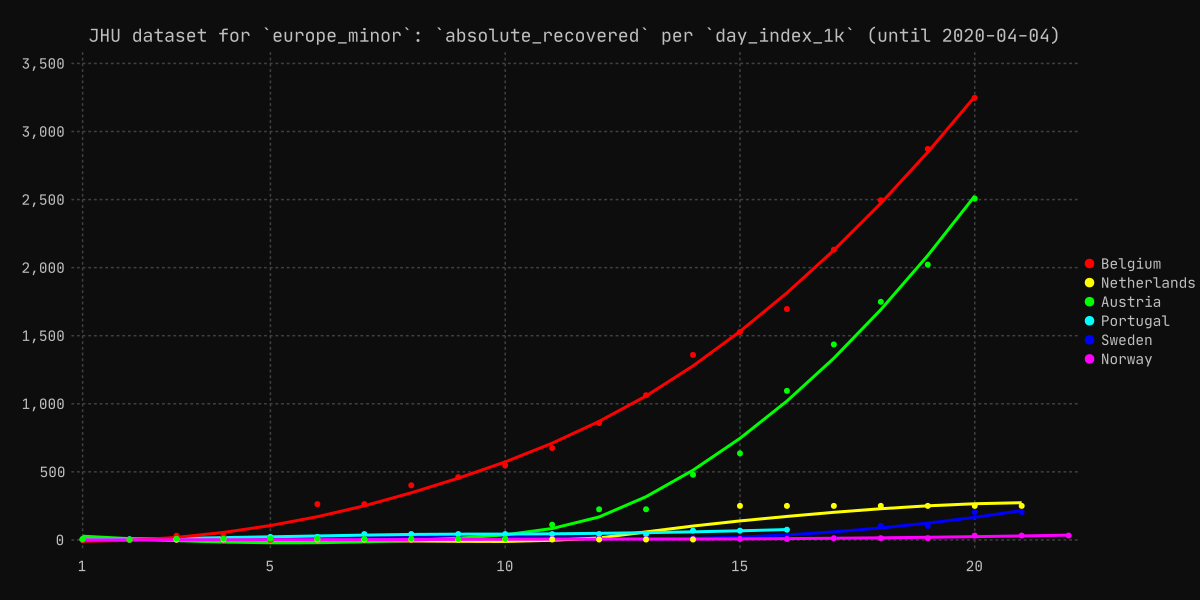 JHU dataset for `europe_minor`: `absolute_recovered` per `day_index_1k` (until 2020-04-04)
3,500
3,000
2,500
2,000
1,500
1,000
500
0
1 5 10 15 20
Belgium
Netherlands
Austria
Portugal
Sweden
Norway